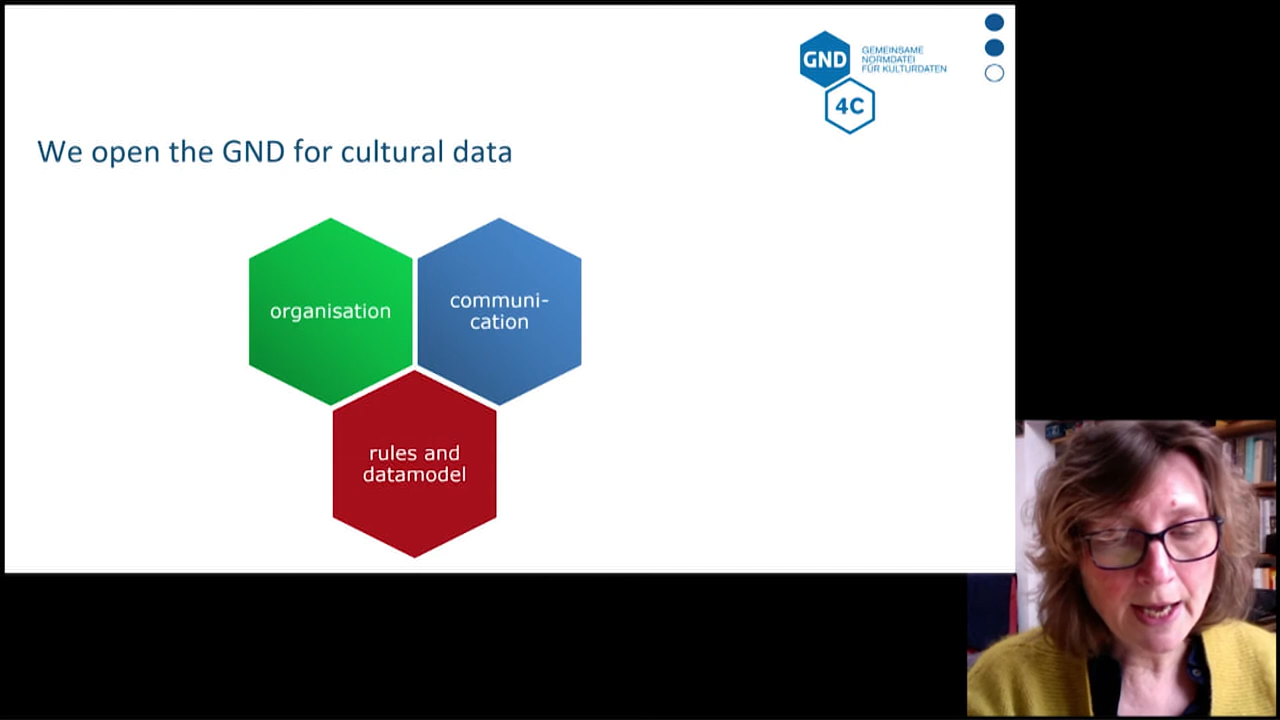 GND
GEMEINSAME
NORMDATEI
FÜR KULTURDATEN
4C
We open the GND for cultural data
organisation
communi-
cation
rules and
datamodel